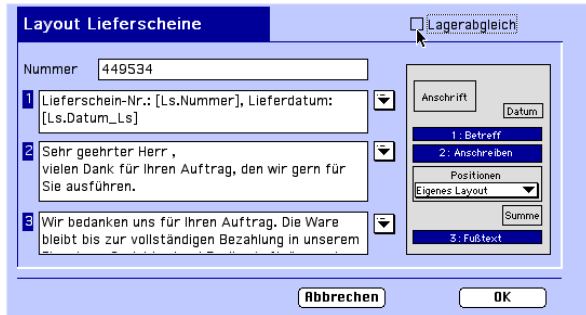 Layout Lieferscheine
Lagerabgleich
Nummer 449534
1 Lieferschein-Nr.: [Ls.Nummer], Lieferdatum:
[Ls.Datum_Ls]
2 Sehr geehrter Herr ,
vielen Dank für Ihren Auftrag, den wir gern für
Sie ausführen.
3 Wir bedanken uns für Ihren Auftrag. Die Ware
bleibt bis zur vollständigen Bezahlung in unserem
Anschrift
Datum
1: Betreff
2: Anschreiben
Positionen
Eigenes Layout
Summe
3: Fußtext
Abbrechen
OK